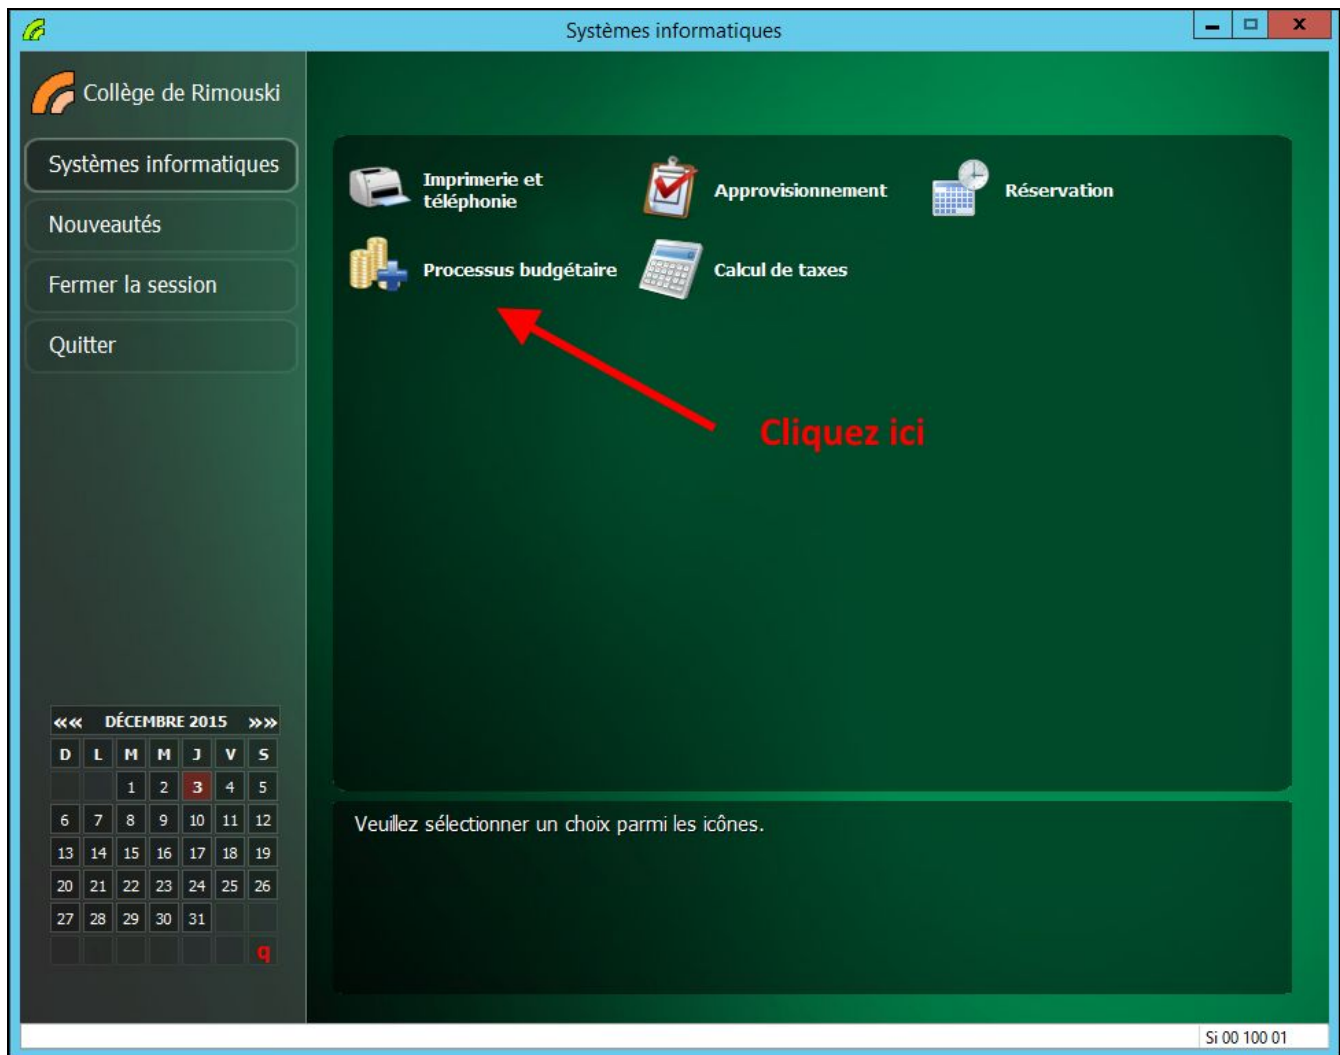 Systèmes informatiques
Collège de Rimouski
Systèmes informatiques
Nouveautés
Fermer la session
Quitter
Imprimerie et
téléphonie
Approvisionnement
Réservation
Processus budgétaire
Calcul de taxes
Cliquez ici
«« DÉCEMBRE 2015 »»
D L M M J V S
1 2 3 4 5
6 7 8 9 10 11 12
13 14 15 16 17 18 19
20 21 22 23 24 25 26
27 28 29 30 31
q
Veuillez sélectionner un choix parmi les icônes.
Si 00 100 01